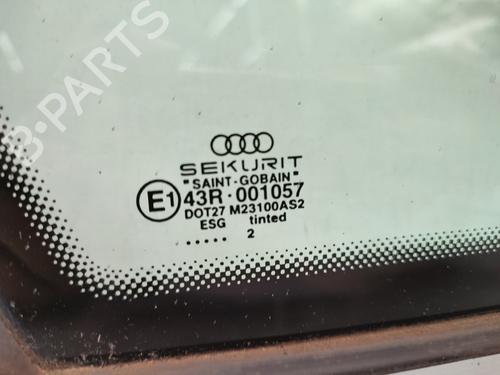 B-PARTS
SEKURIT
"SAINT-GOBAIN"
E1 43R-001057
DOT27 M23100AS2
ESG tinted
..... 2